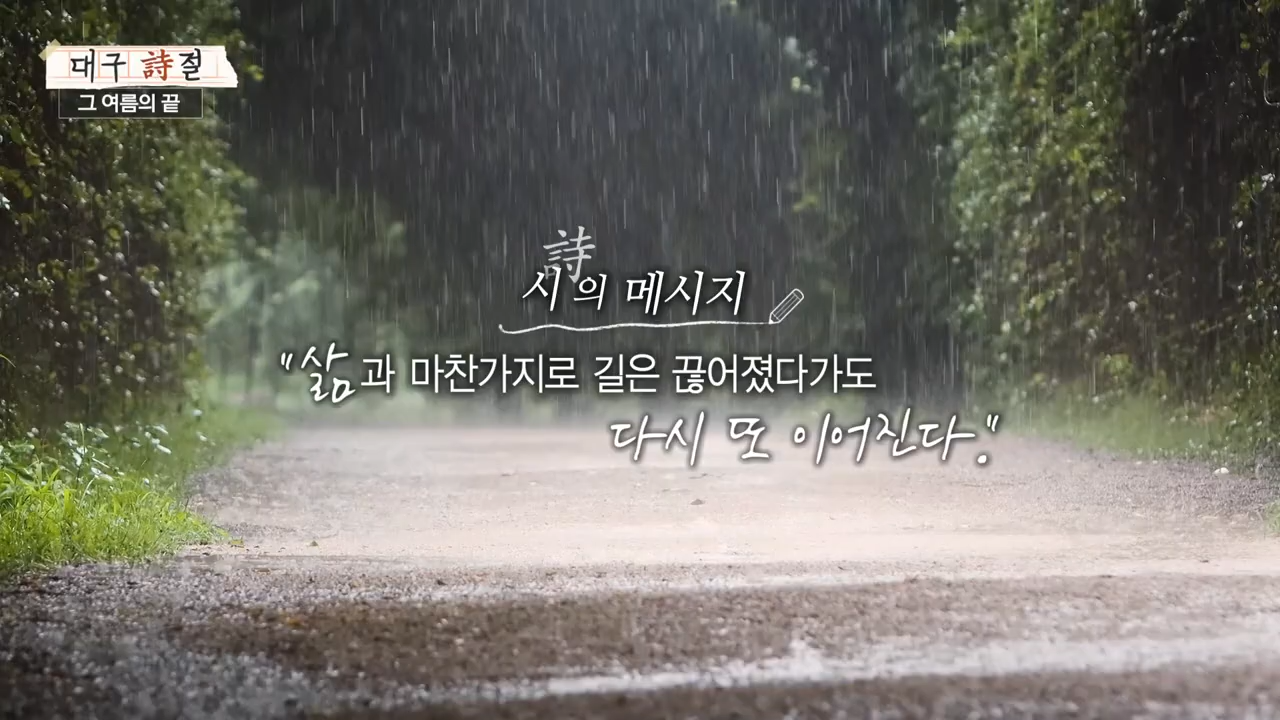 대구 詩절
그 여름의 끝
詩
시의 메시지
"삶과 마찬가지로 길은 끊어졌다가도
다시 또 이어진다."